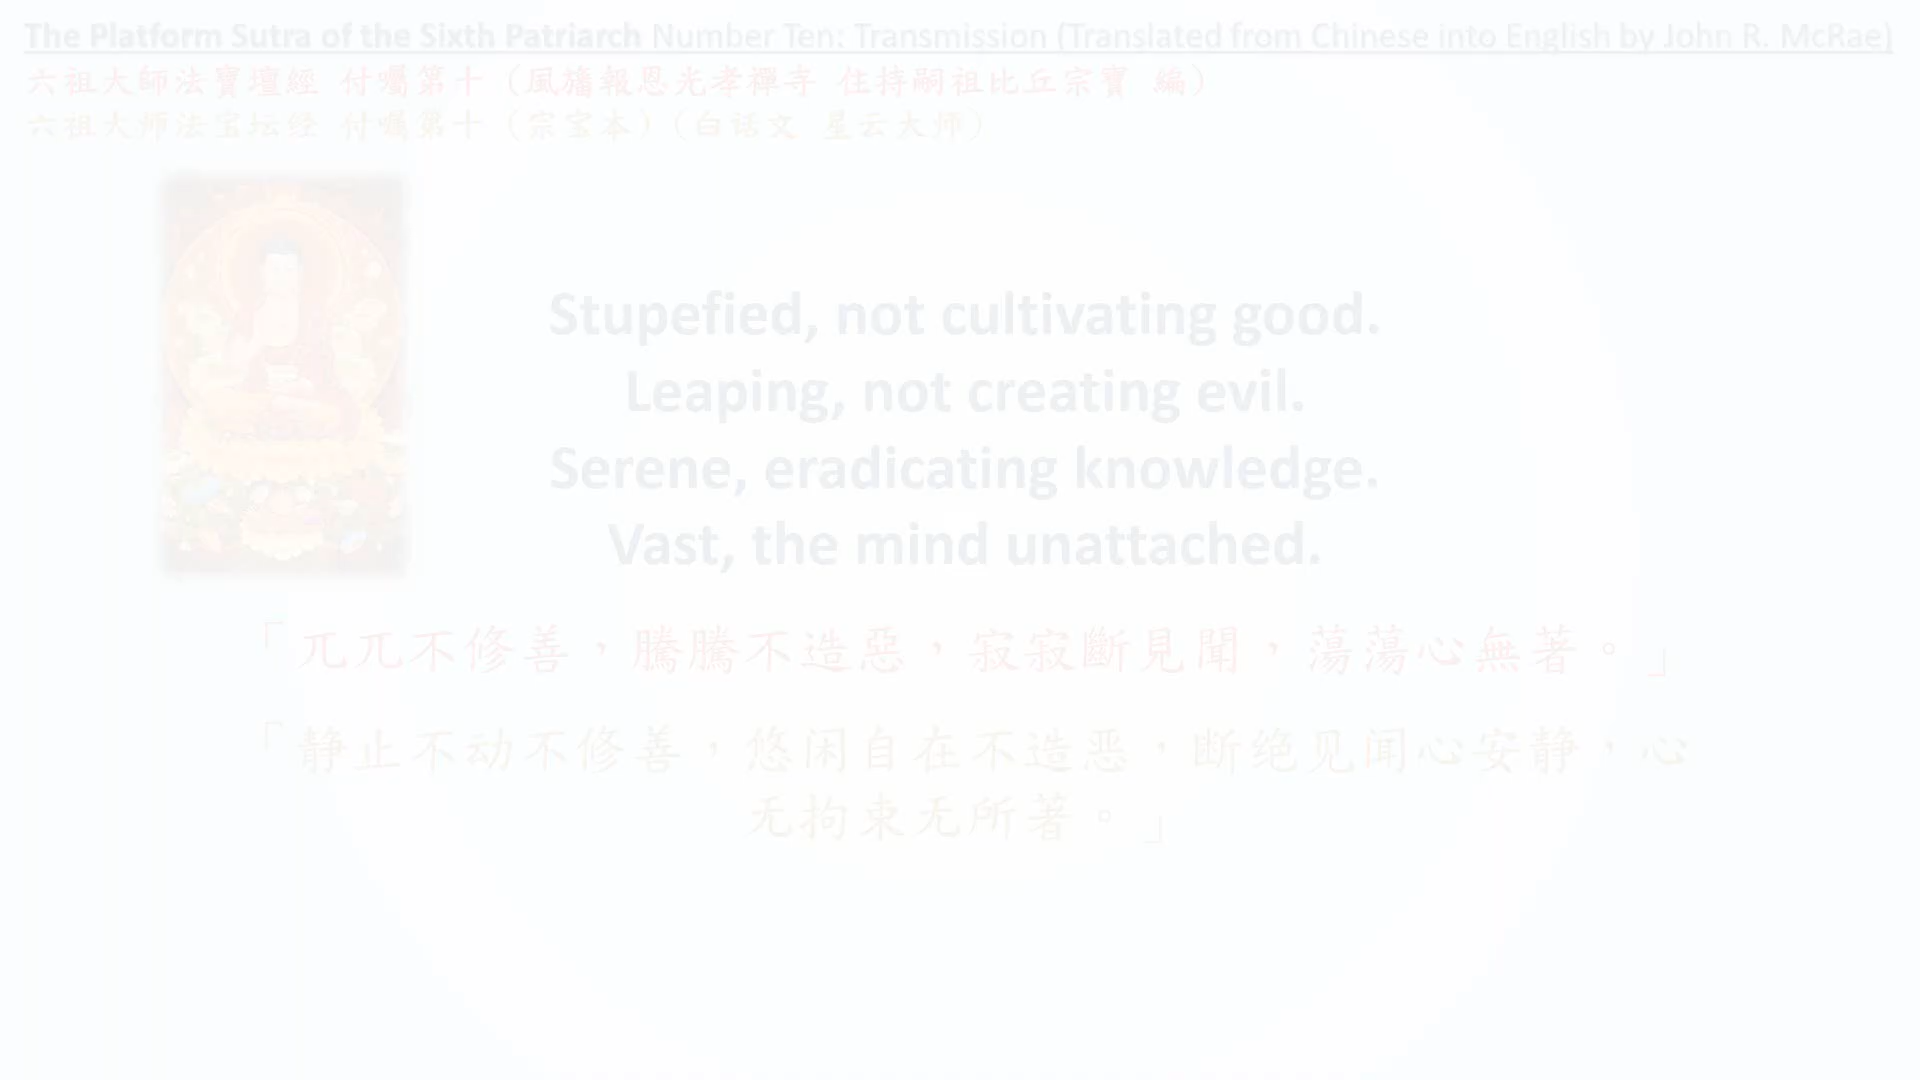 The Platform Sutra of the Sixth Patriarch Number Ten: Transmission (Translated from Chinese into English by John R. McRae)
六祖大師法寶壇經 付囑第十（風旛報恩光孝禪寺 住持嗣祖比丘宗寶 編）
六祖大师法宝坛经 付嘱第十（宗宝本）（白话文 星云大师）
Stupefied, not cultivating good.
Leaping, not creating evil.
Serene, eradicating knowledge.
Vast, the mind unattached.
「兀兀不修善，騰騰不造惡，寂寂斷見聞，蕩蕩心無著。」
「静止不动不修善，悠闲自在不造恶，断绝见闻心安静，心
无拘束无所著。」